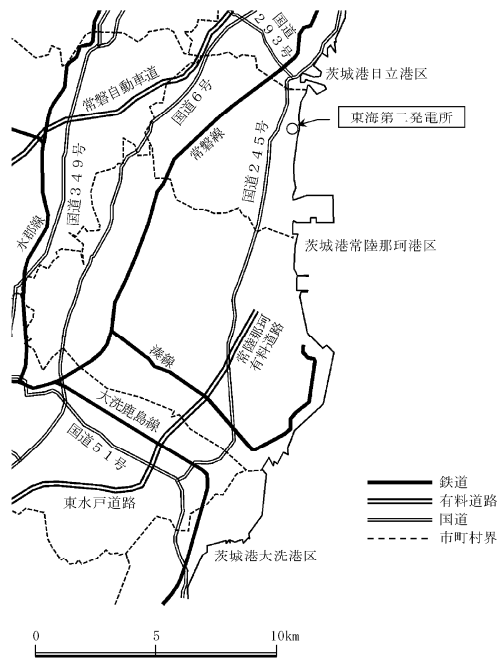 国道293号
茨城港日立港区
常磐自動車道
国道6号
東海第二発電所
常磐線
国道245号
国道349号
水郡線
茨城港常陸那珂港区
常陸那珂
有料道路
湊線
大洗鹿島線
国道51号
東水戸道路
鉄道
有料道路
国道
市町村界
茨城港大洗港区
0 5 10km